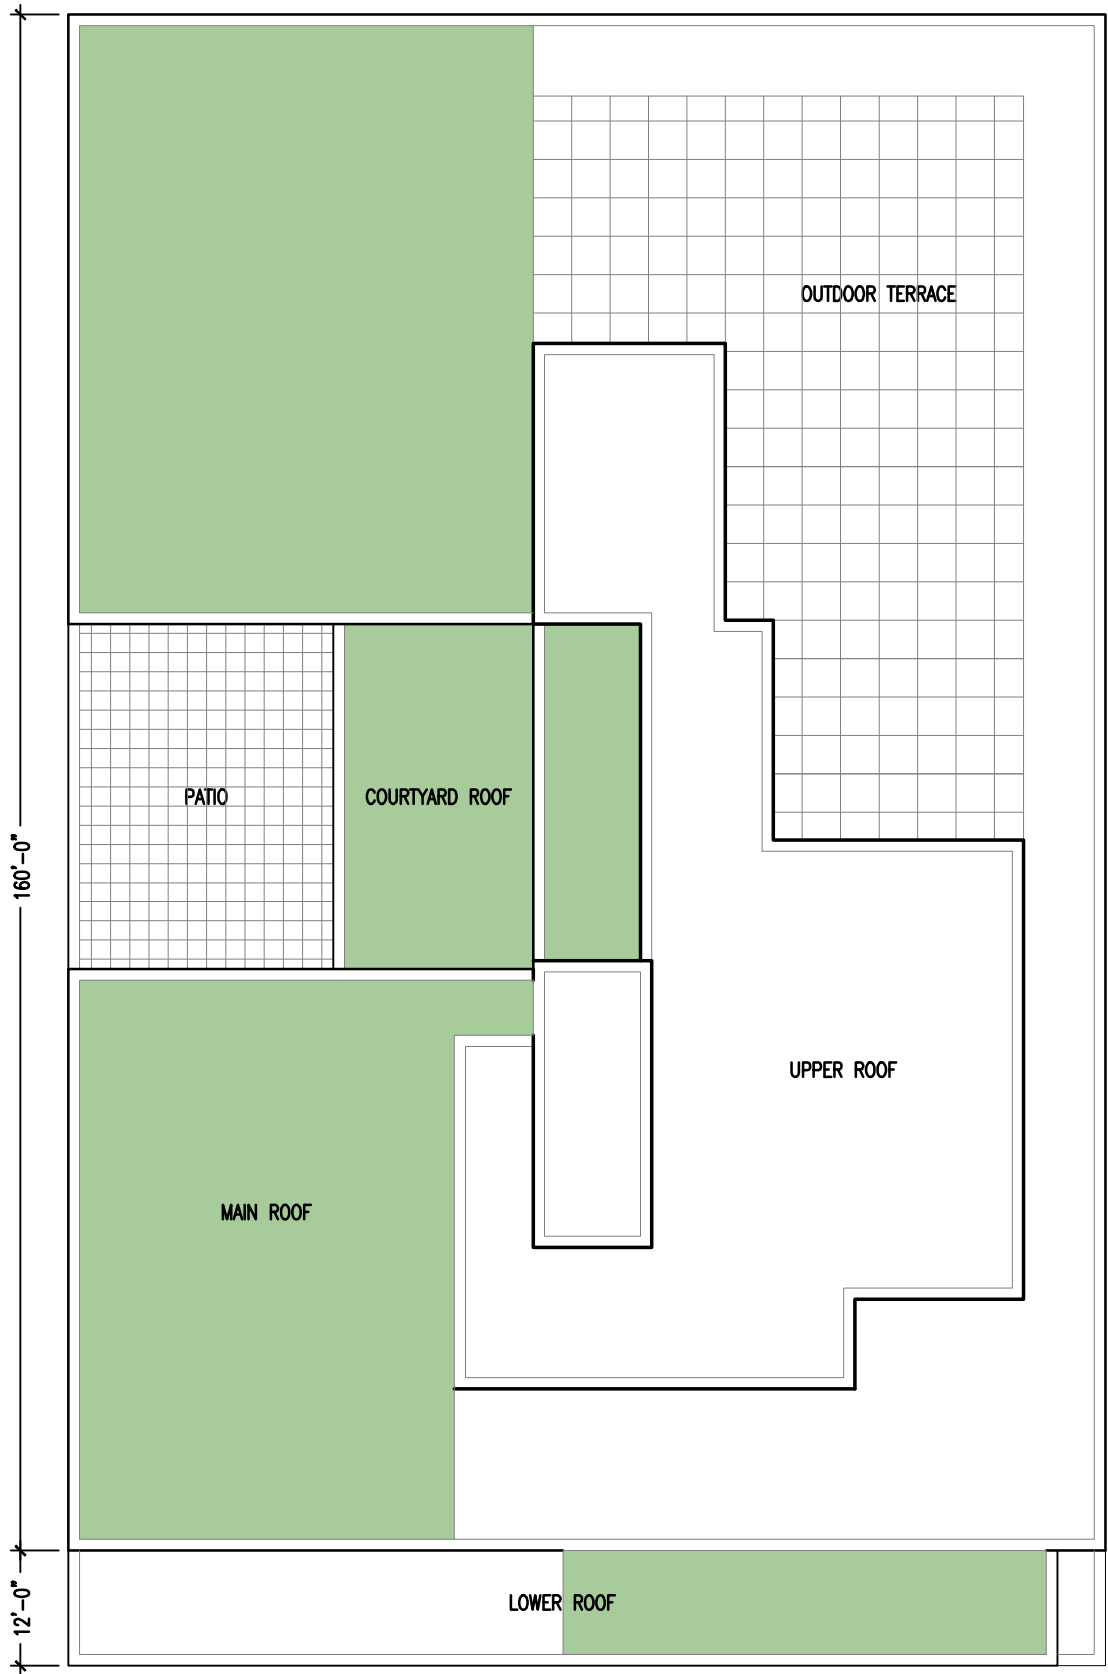 OUTDOOR TERRACE
PATIO
COURTYARD ROOF
160'-0"
UPPER ROOF
MAIN ROOF
LOWER ROOF
12'-0"